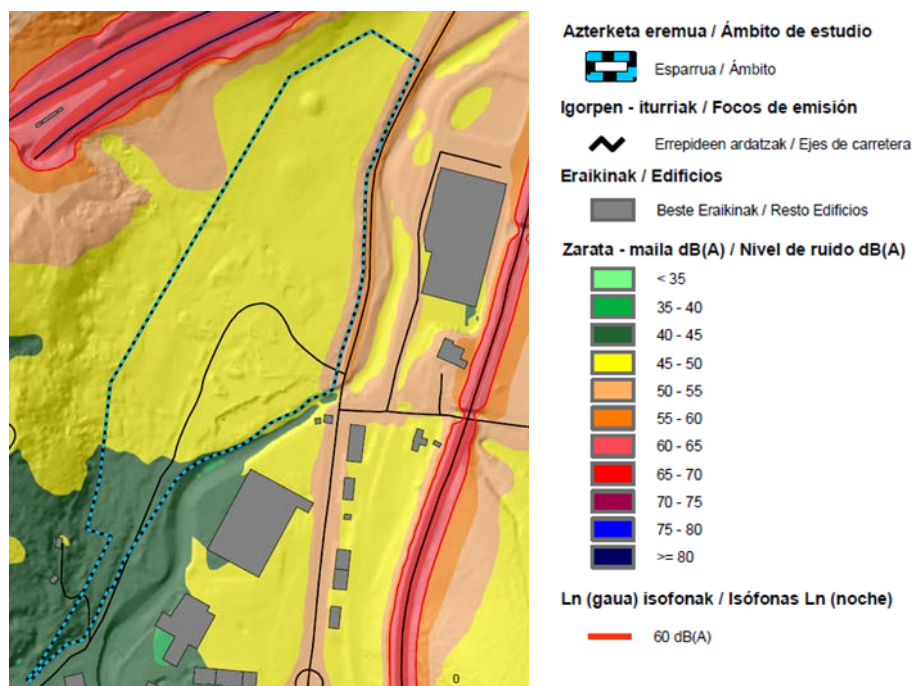 Azterketa eremua / Ámbito de estudio
Esparrua / Ámbito
Igorpen - iturriak / Focos de emisión
Errepideen ardatzak / Ejes de carretera
Eraikinak / Edificios
Beste Eraikinak / Resto Edificios
Zarata - maila dB(A) / Nivel de ruido dB(A)
< 35
35 - 40
40 - 45
45 - 50
50 - 55
55 - 60
60 - 65
65 - 70
70 - 75
75 - 80
>= 80
Ln (gaua) isofonak / Isófonas Ln (noche)
60 dB(A)
0